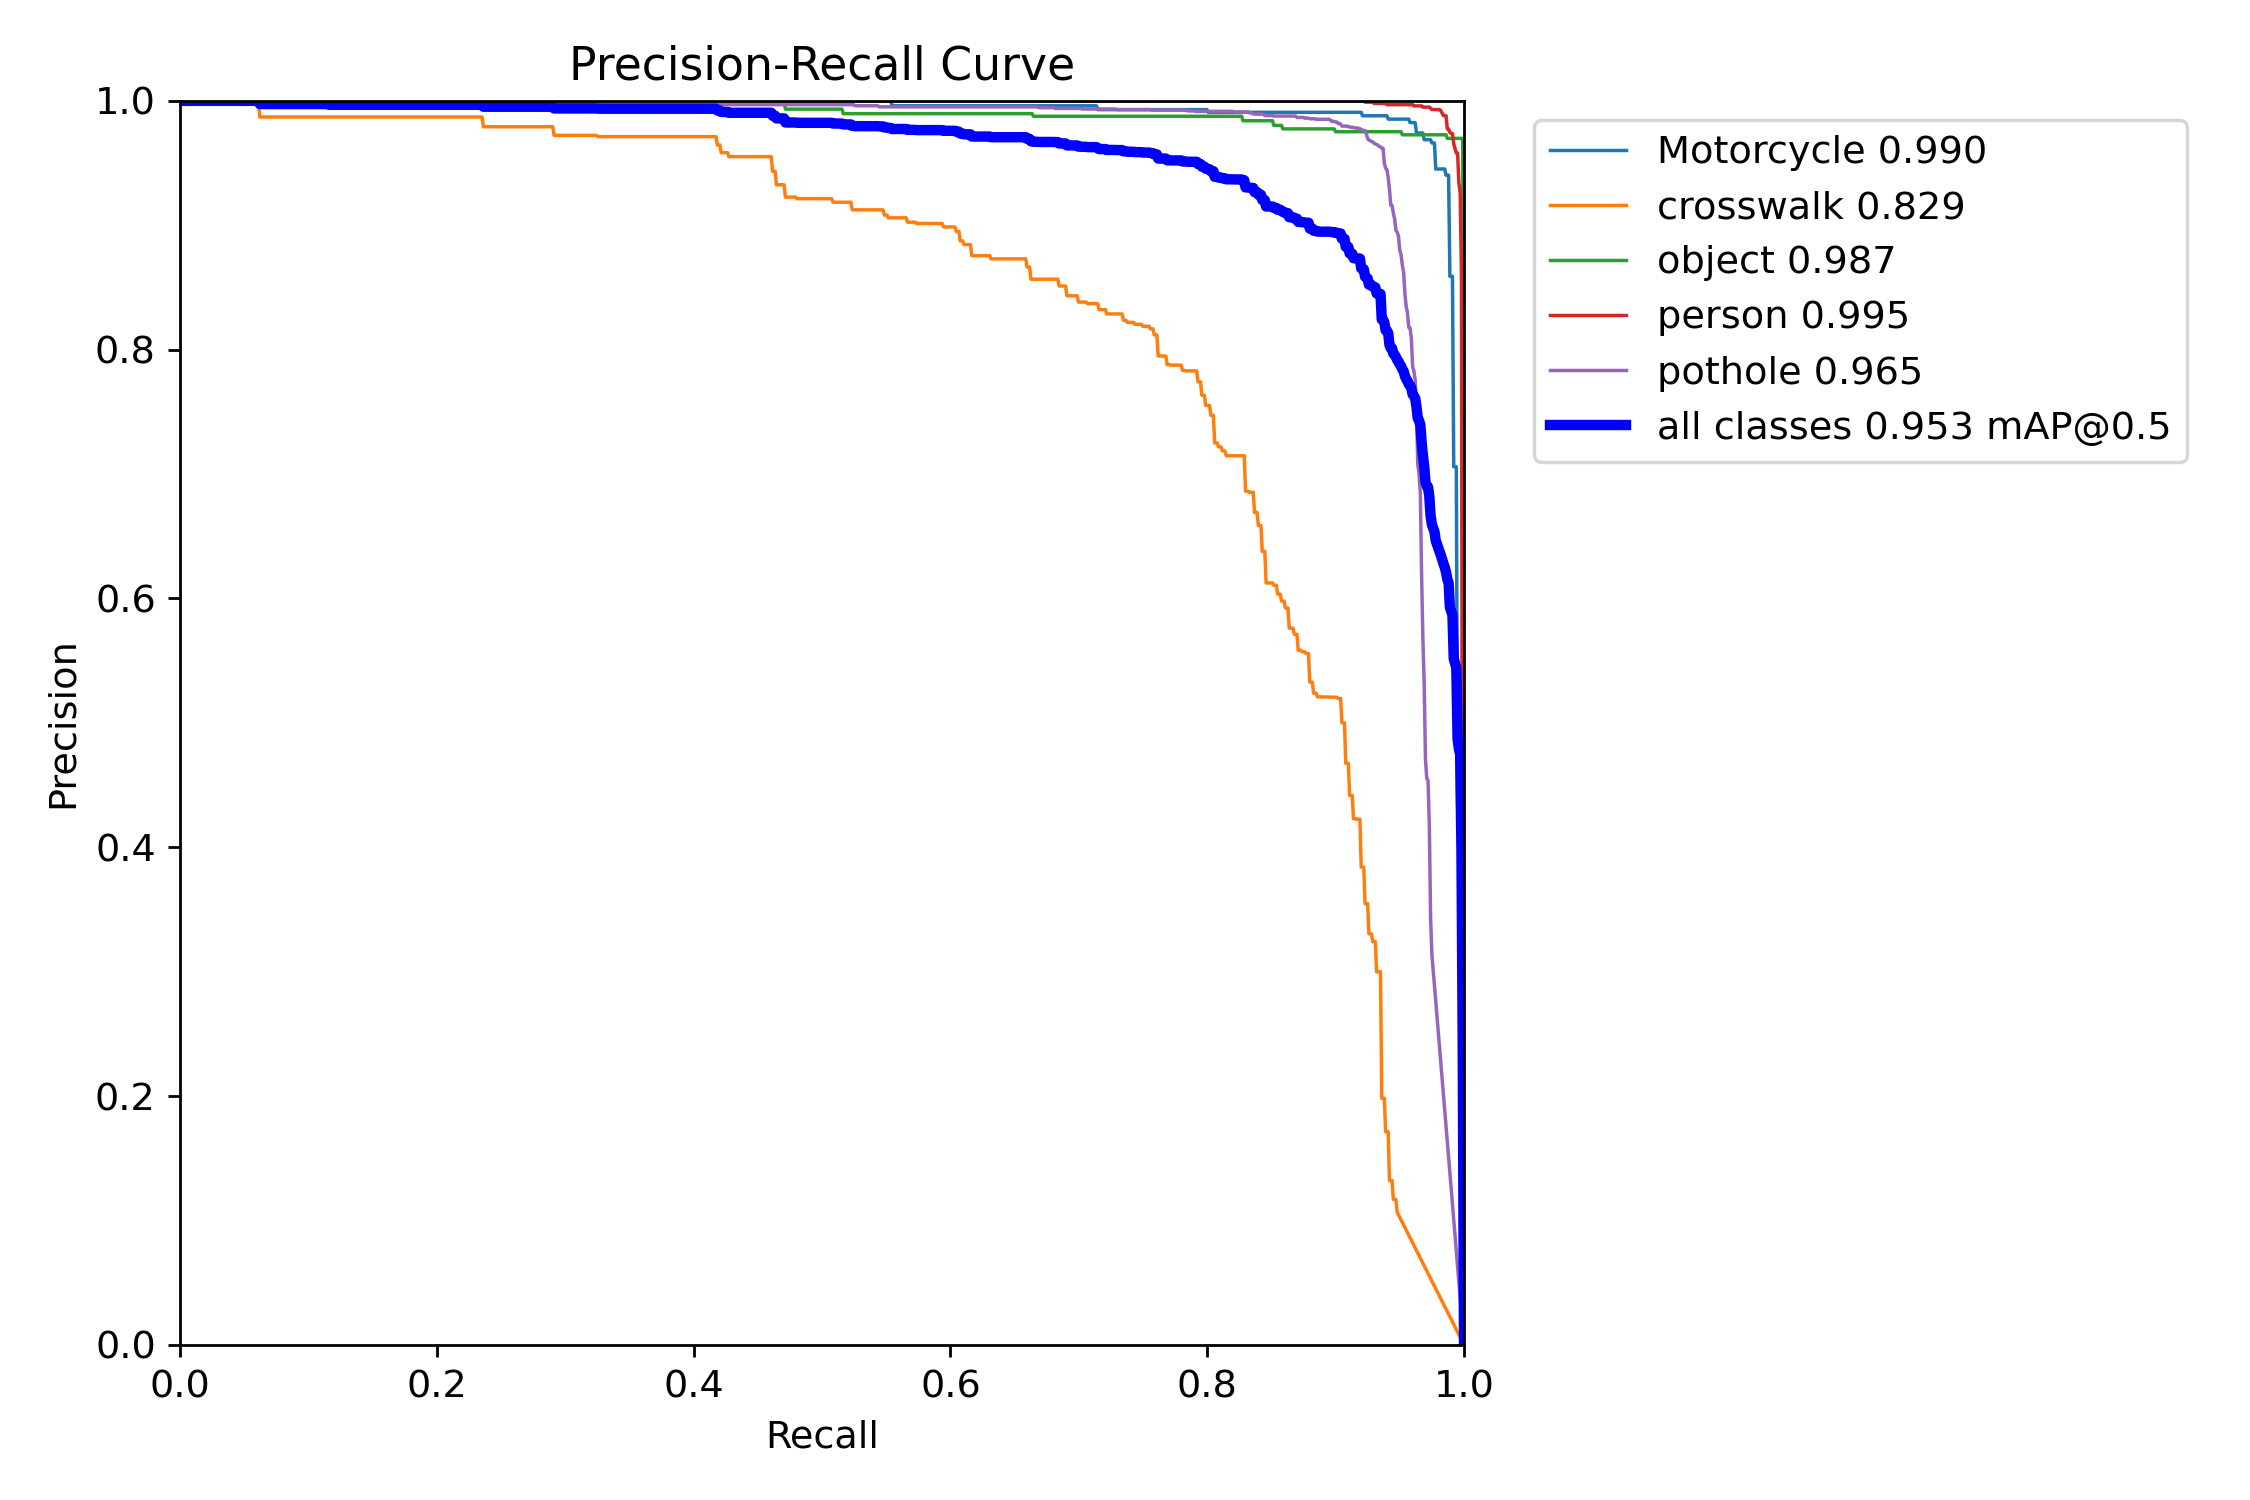 Precision-Recall Curve
1.0
0.8
0.6
0.4
0.2
0.0
Precision
0.0 0.2 0.4 0.6 0.8 1.0
Recall
Motorcycle 0.990
crosswalk 0.829
object 0.987
person 0.995
pothole 0.965
all classes 0.953 mAP@0.5